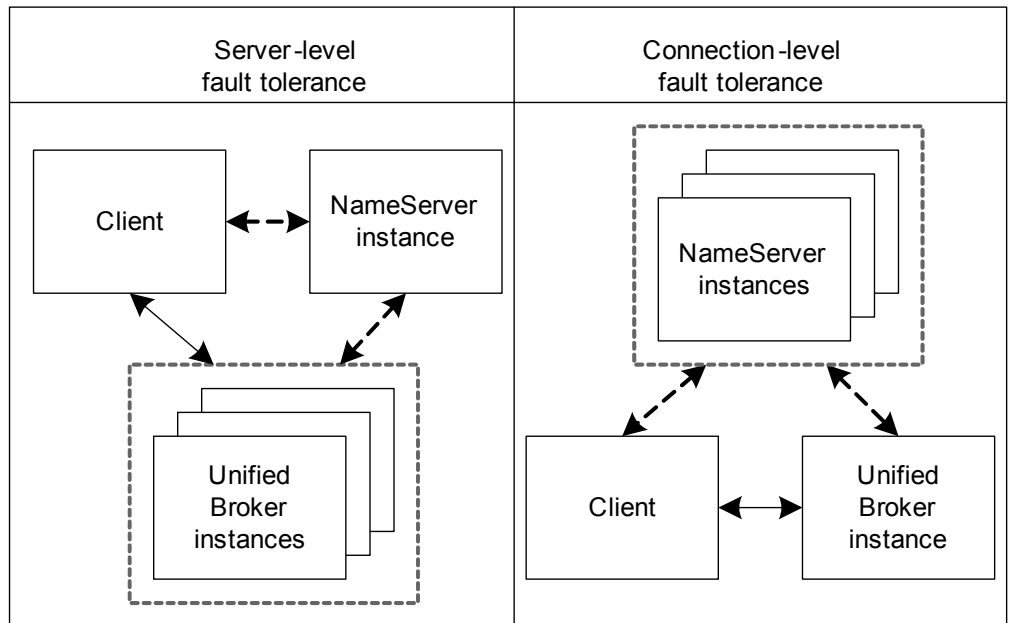 Server-level
fault tolerance
Connection-level
fault tolerance
Client
NameServer
instance
Unified
Broker
instances
NameServer
instances
Client
Unified
Broker
instance